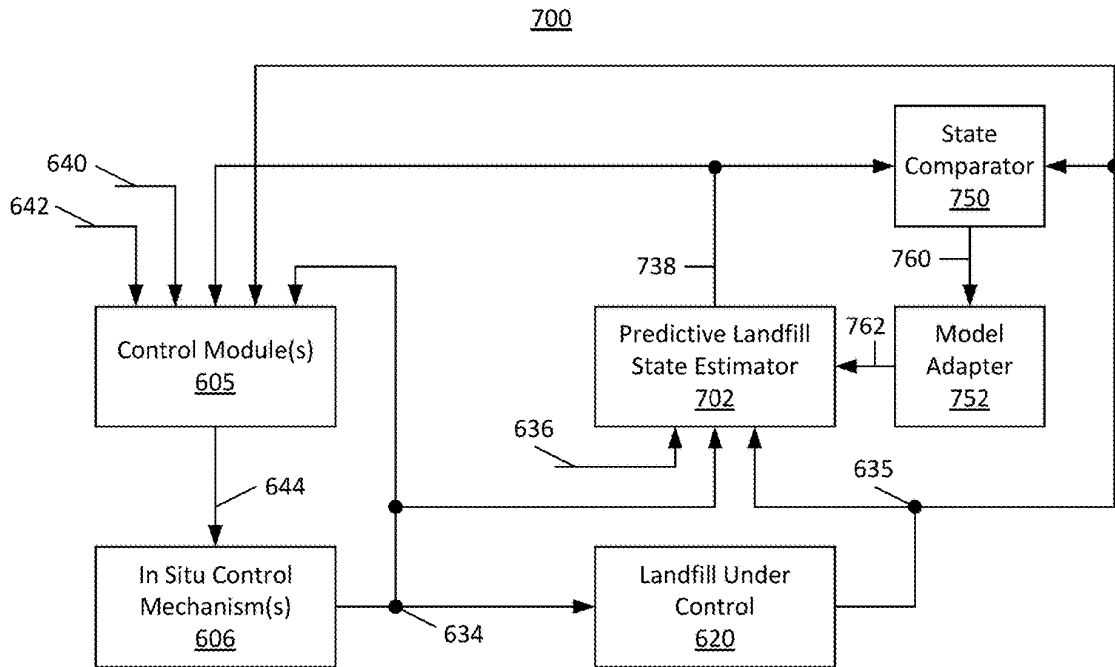 700
State
Comparator
750
640
642
738
760
Control Module(s)
605
Predictive Landfill
State Estimator
702
762
Model
Adapter
752
636
644
635
In Situ Control
Mechanism(s)
606
634
Landfill Under
Control
620